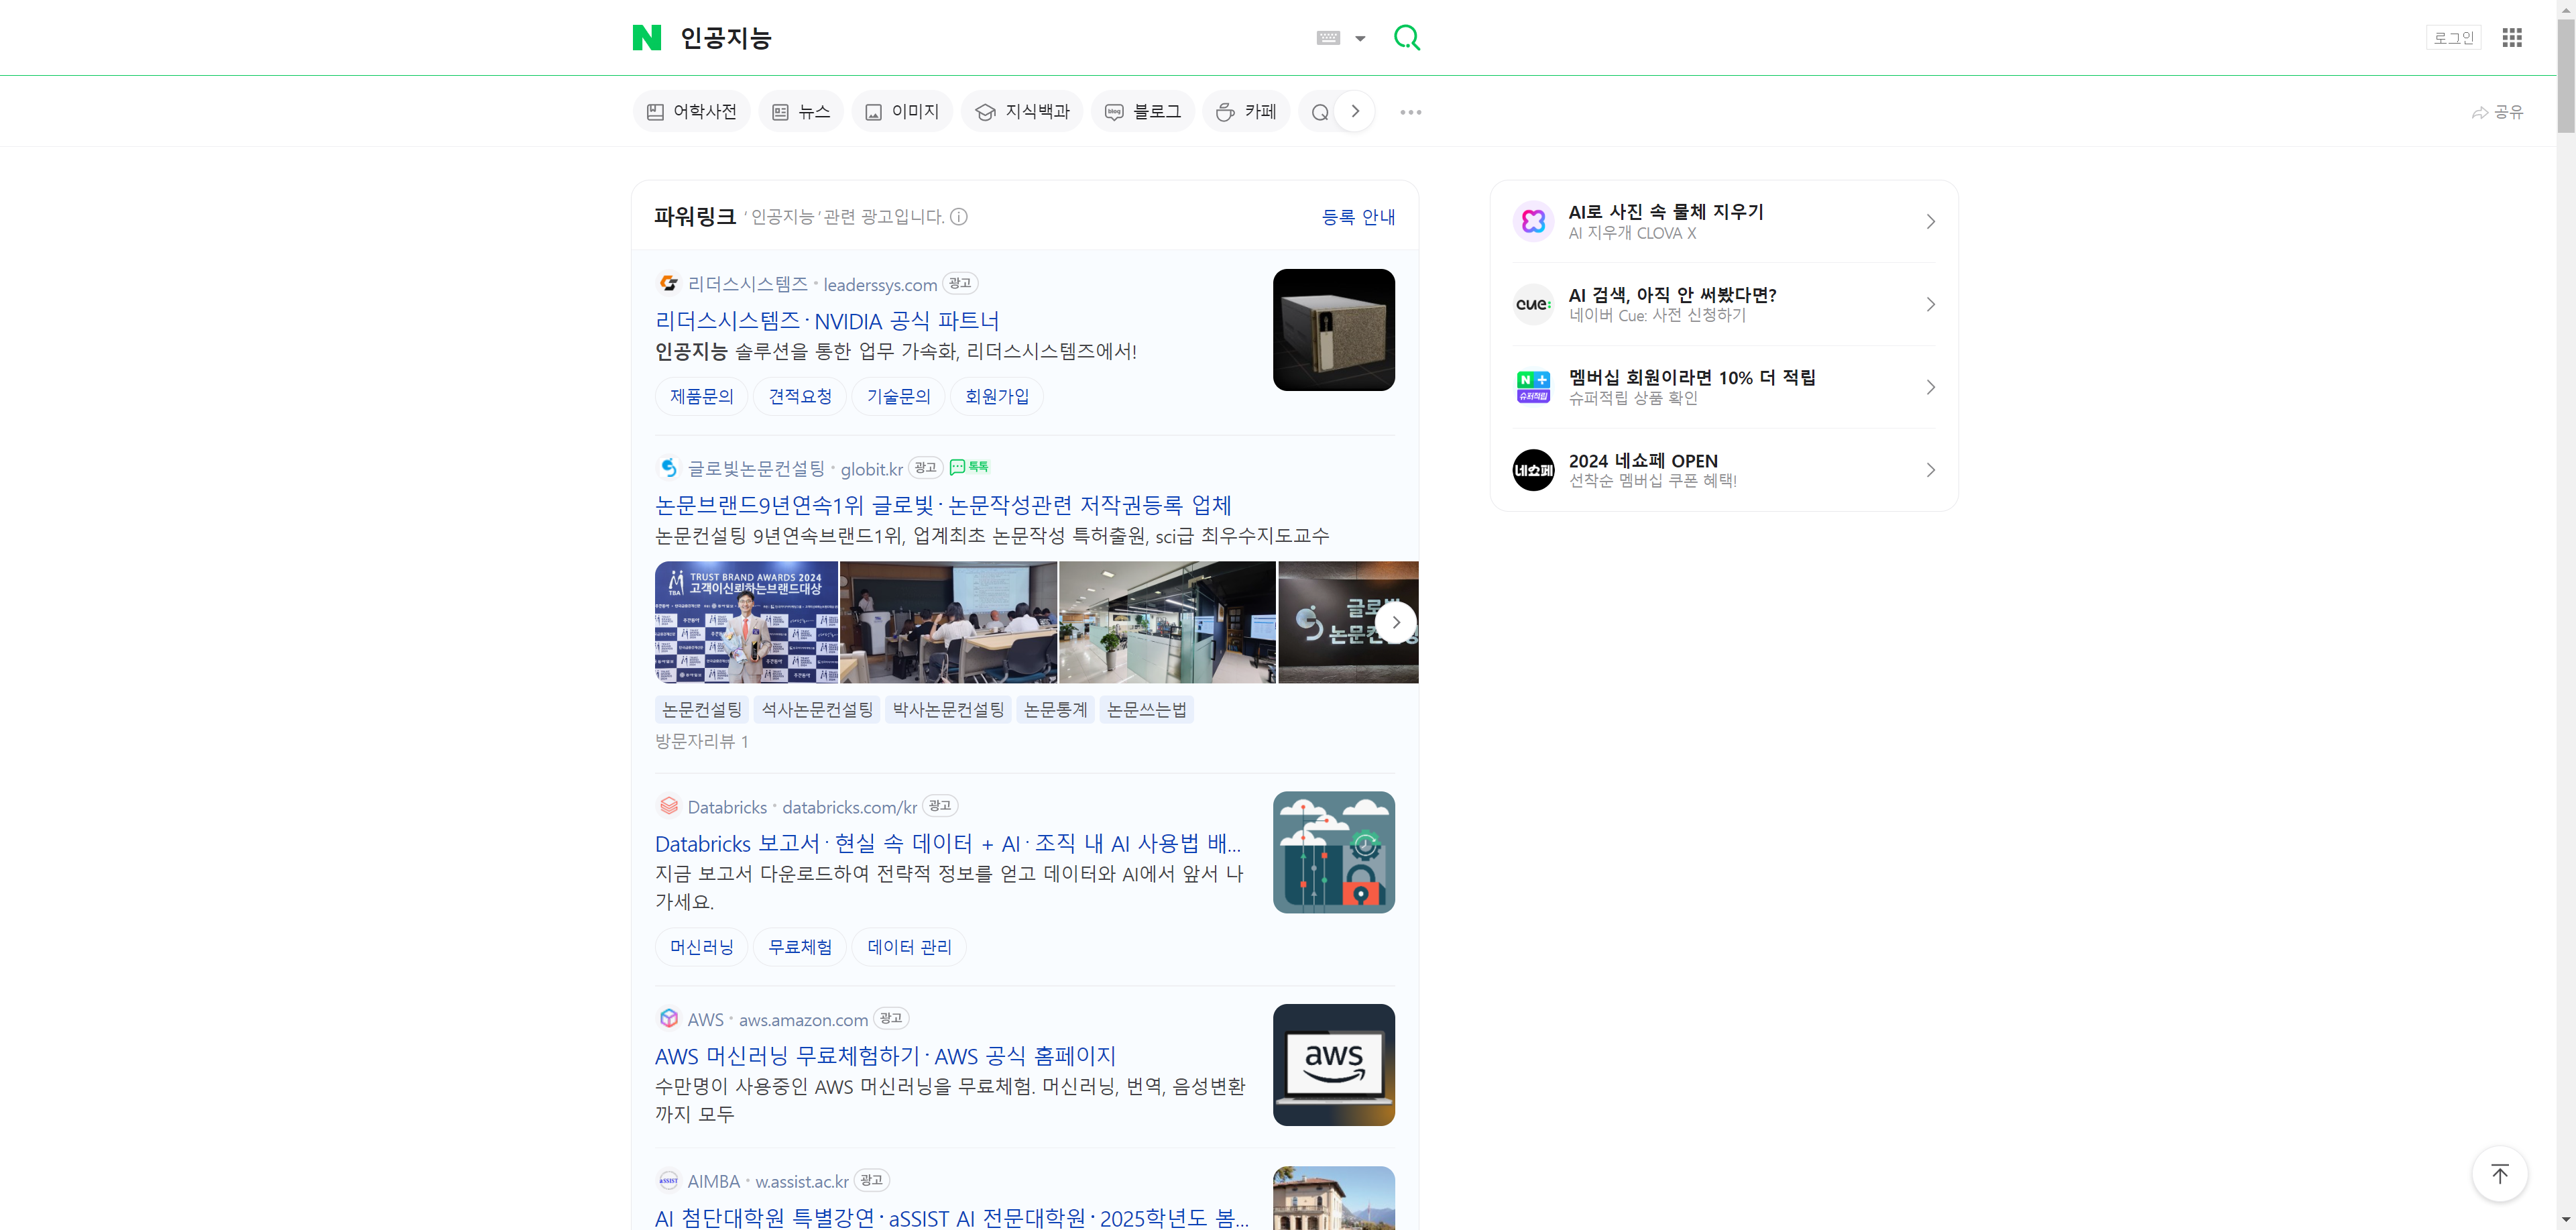 N 인공지능
로그인
어학사전 뉴스 이미지 지식백과 블로그 카페
공유
파워링크 '인공지능'관련 광고입니다.
등록 안내
리더스시스템즈 · leaderssys.com 광고
리더스시스템즈 · NVIDIA 공식 파트너
인공지능 솔루션을 통한 업무 가속화, 리더스시스템즈에서!
제품문의 견적요청 기술문의 회원가입
글로빛논문컨설팅 · globit.kr 광고 톡톡
논문브랜드9년연속1위 글로빛 · 논문작성관련 저작권등록 업체
논문컨설팅 9년연속브랜드1위, 업계최초 논문작성 특허출원, sci급 최우수지도교수
TRUST BRAND AWARDS 2024
TBA 고객이신뢰하는브랜드대상
논문컨설팅 석사논문컨설팅 박사논문컨설팅 논문통계 논문쓰는법
방문자리뷰 1
Databricks · databricks.com/kr 광고
Databricks 보고서 · 현실 속 데이터 + AI · 조직 내 AI 사용법 배...
지금 보고서 다운로드하여 전략적 정보를 얻고 데이터와 AI에서 앞서 나
가세요.
머신러닝 무료체험 데이터 관리
AWS · aws.amazon.com 광고
AWS 머신러닝 무료체험하기 · AWS 공식 홈페이지
수만명이 사용중인 AWS 머신러닝을 무료체험. 머신러닝, 번역, 음성변환
까지 모두
aws
aSSIST AIMBA · w.assist.ac.kr 광고
AI 첨단대학원 특별강연 · aSSIST AI 전문대학원 · 2025학년도 봄...
AI로 사진 속 물체 지우기
AI 지우개 CLOVA X
cue: AI 검색, 아직 안 써봤다면?
네이버 Cue: 사전 신청하기
N+ 멤버십 회원이라면 10% 더 적립
슈퍼적립 슈퍼적립 상품 확인
네쇼페 2024 네쇼페 OPEN
선착순 멤버십 쿠폰 혜택!